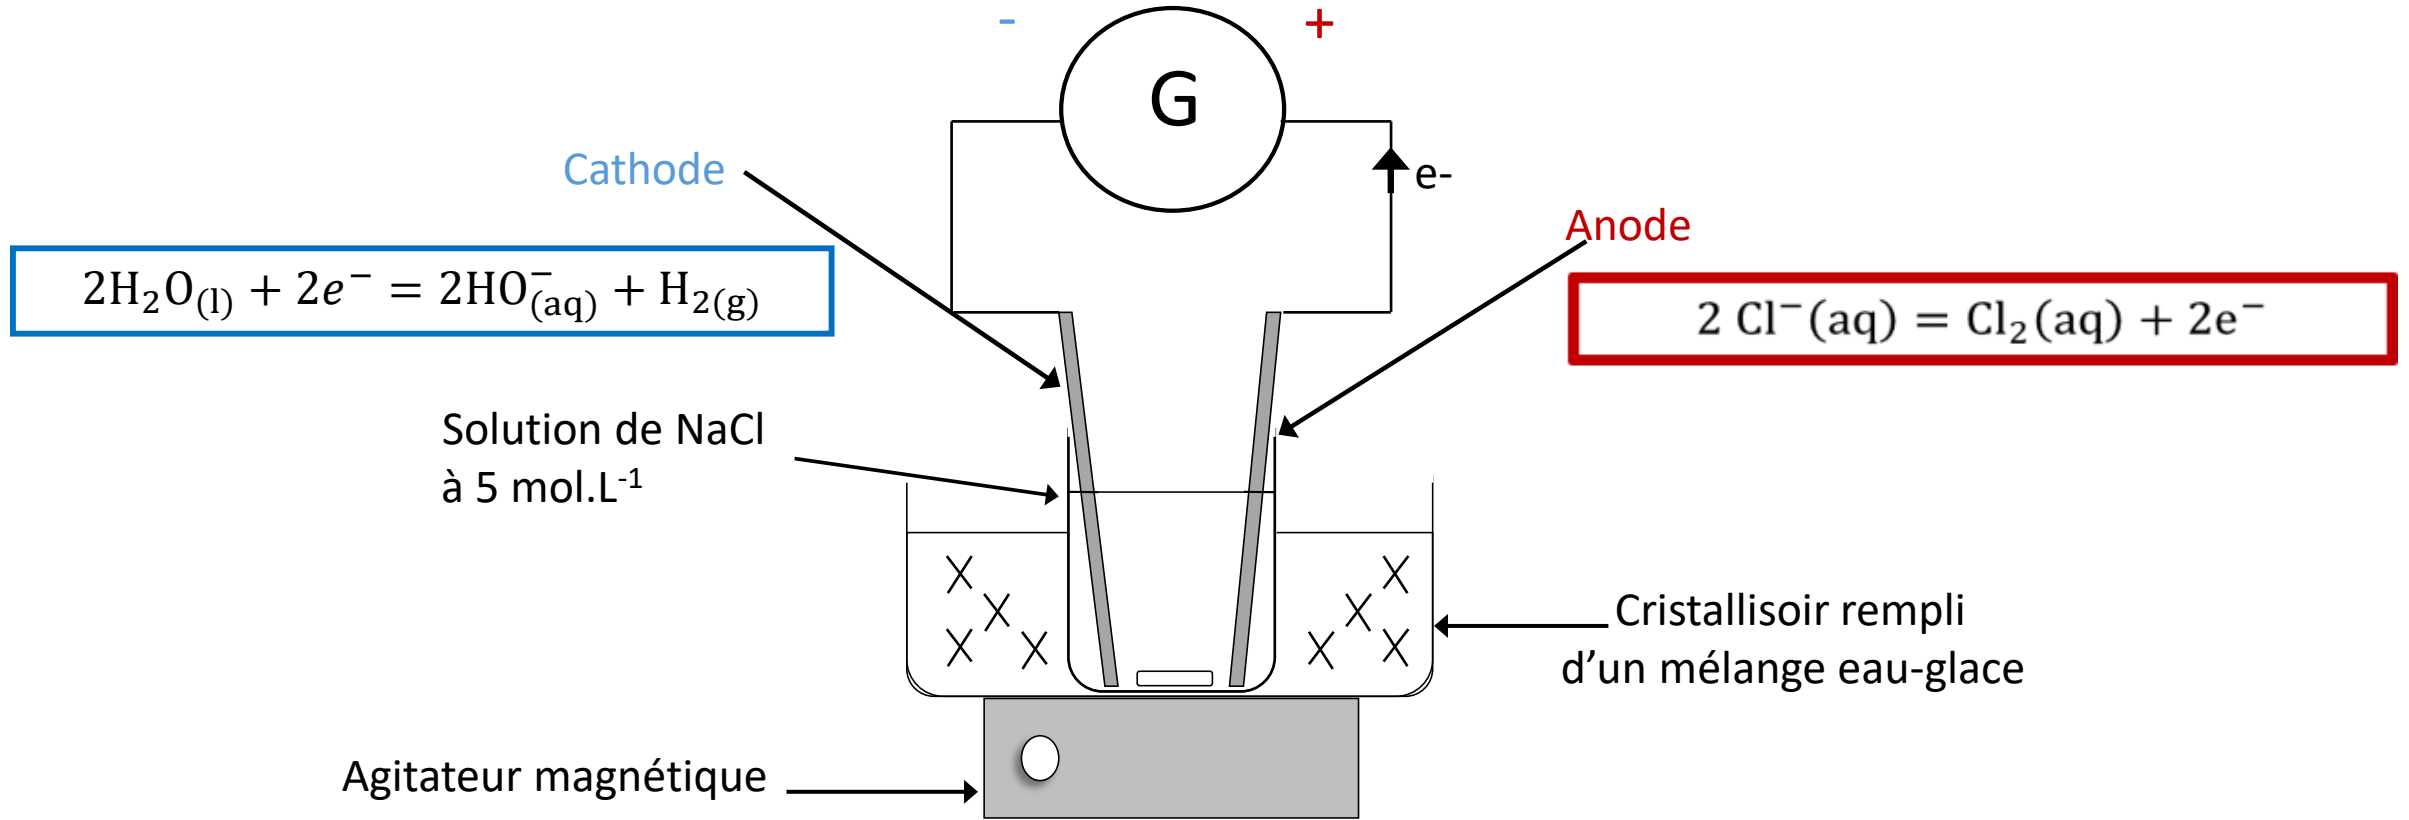 - +
G
Cathode
e-
Anode
2H₂O₍ₗ₎ + 2e⁻ = 2HO⁻₍aq₎ + H₂₍g₎
2 Cl⁻(aq) = Cl₂(aq) + 2e⁻
Solution de NaCl
à 5 mol.L⁻¹
Cristallisoir rempli
d’un mélange eau-glace
Agitateur magnétique